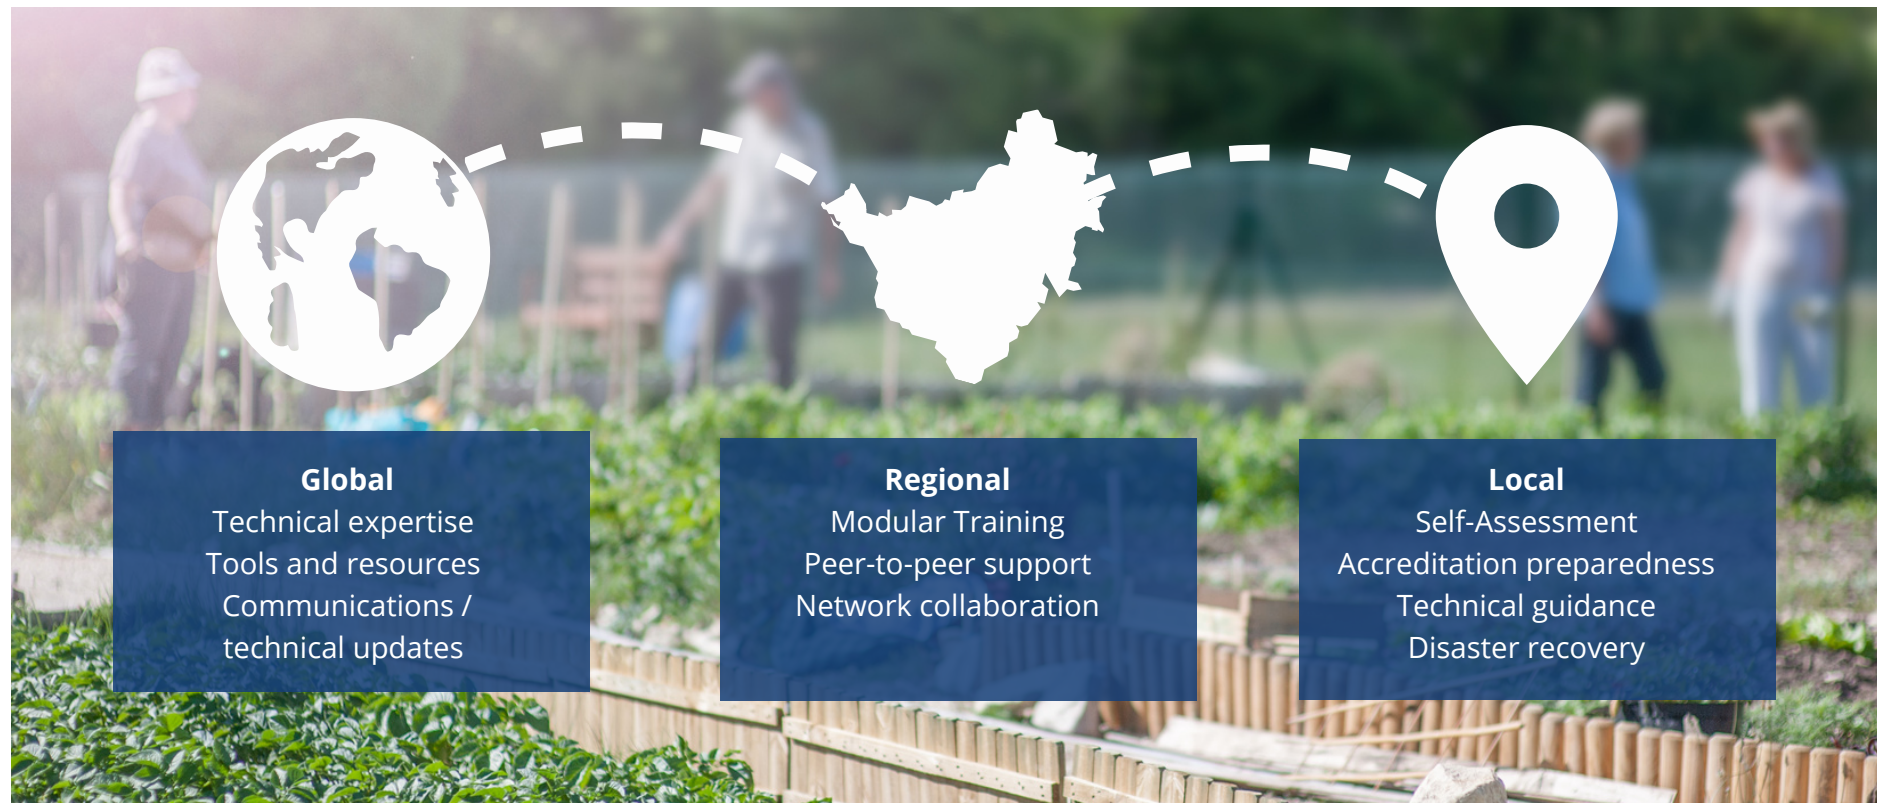 Global
Technical expertise
Tools and resources
Communications /
technical updates
Regional
Modular Training
Peer-to-peer support
Network collaboration
Local
Self-Assessment
Accreditation preparedness
Technical guidance
Disaster recovery